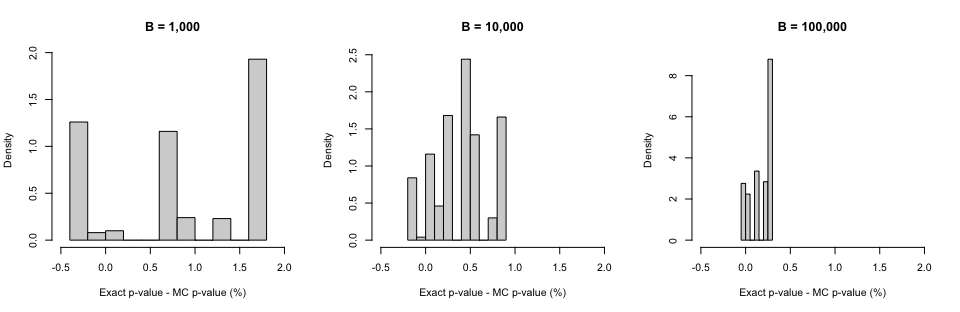 B = 1,000
Density
0.0 0.5 1.0 1.5 2.0
-0.5 0.0 0.5 1.0 1.5 2.0
Exact p-value - MC p-value (%)
B = 10,000
Density
0.0 0.5 1.0 1.5 2.0 2.5
-0.5 0.0 0.5 1.0 1.5 2.0
Exact p-value - MC p-value (%)
B = 100,000
Density
0 2 4 6 8
-0.5 0.0 0.5 1.0 1.5 2.0
Exact p-value - MC p-value (%)